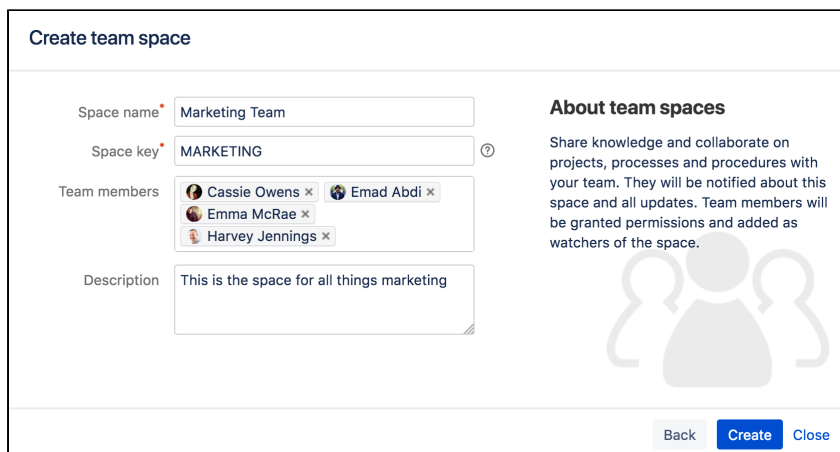 Create team space
Space name*
Marketing Team
Space key*
MARKETING
?
Team members
Cassie Owens × Emad Abdi ×
Emma McRae ×
Harvey Jennings ×
Description
This is the space for all things marketing
About team spaces
Share knowledge and collaborate on
projects, processes and procedures with
your team. They will be notified about this
space and all updates. Team members will
be granted permissions and added as
watchers of the space.
Back Create Close